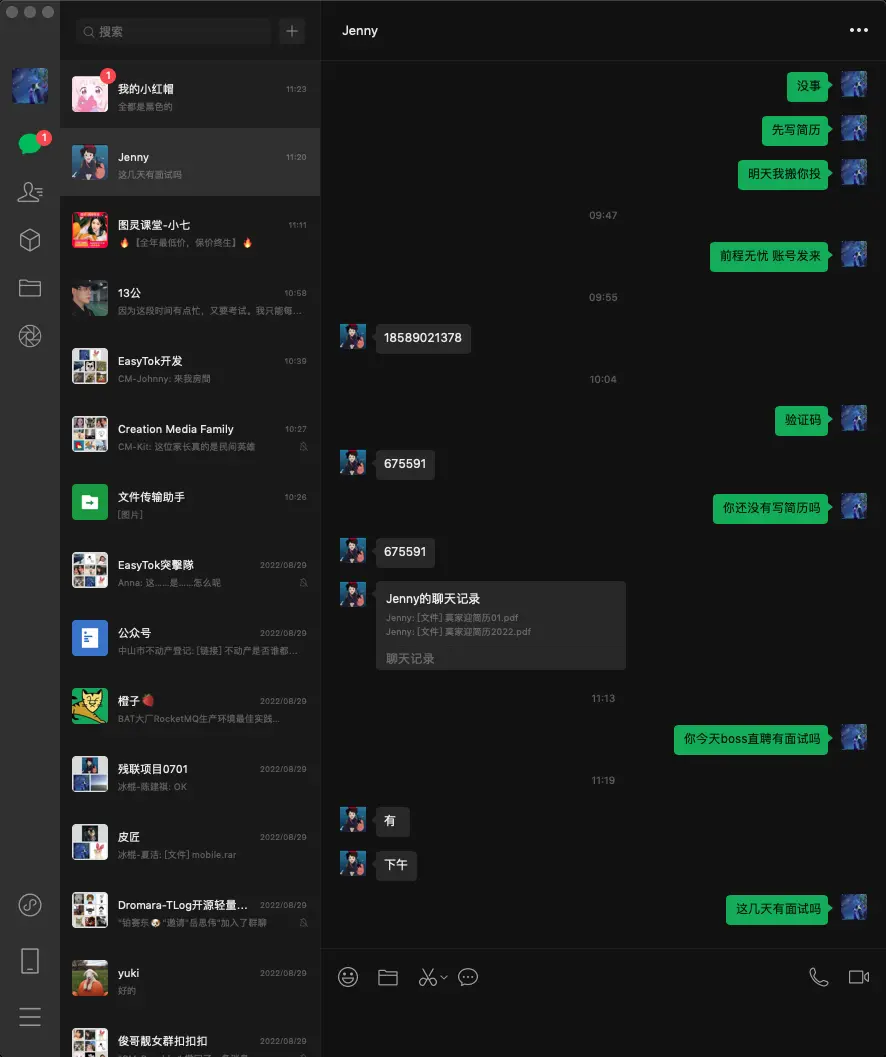 搜索
我的小红帽
11:23
全都是黑色的
1
1
Jenny
11:20
这几天有面试吗
图灵课堂-小七
11:11
🔥【全年最低价，保价终生】🔥
13公
10:58
因为这段时间有点忙，又要考试。我只能每...
EasyTok开发
10:39
CM-Johnny: 来我房間
Creation Media Family
10:27
CM-Kit: 这位家长真的是民间英雄
文件传输助手
10:26
[图片]
EasyTok突擊隊
2022/08/29
Anna: 这......是......怎么呢
公众号
2022/08/29
中山市不动产登记: [链接] 不动产是否谁都...
橙子🍓
2022/08/29
BAT大厂RocketMQ生产环境最佳实践...
残联项目0701
2022/08/29
冰棍-陈建祺: OK
皮匠
2022/08/29
冰棍-夏洁: [文件] mobile.rar
Dromara-TLog开源轻量...
2022/08/29
"铂赛东🐶"邀请"岳思伟"加入了群聊
yuki
2022/08/29
好的
俊哥靓女群扣扣扣
2022/08/29
Jenny
没事
先写简历
明天我搬你投
09:47
前程无忧 账号发来
09:55
18589021378
10:04
验证码
675591
你还没有写简历吗
675591
Jenny的聊天记录
Jenny: [文件] 莫家迎简历01.pdf
Jenny: [文件] 莫家迎简历2022.pdf
聊天记录
11:13
你今天boss直聘有面试吗
11:19
有
下午
这几天有面试吗